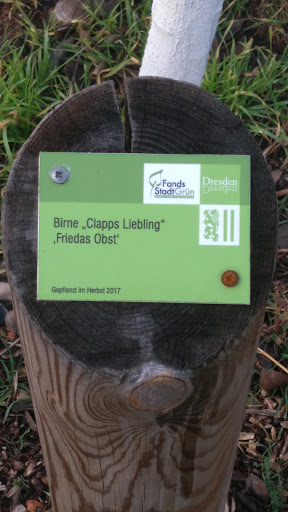 Fonds
StadtGrün
Dresden
Birne „Clapps Liebling“
‚Friedas Obst‘
Gepflanzt im Herbst 2017